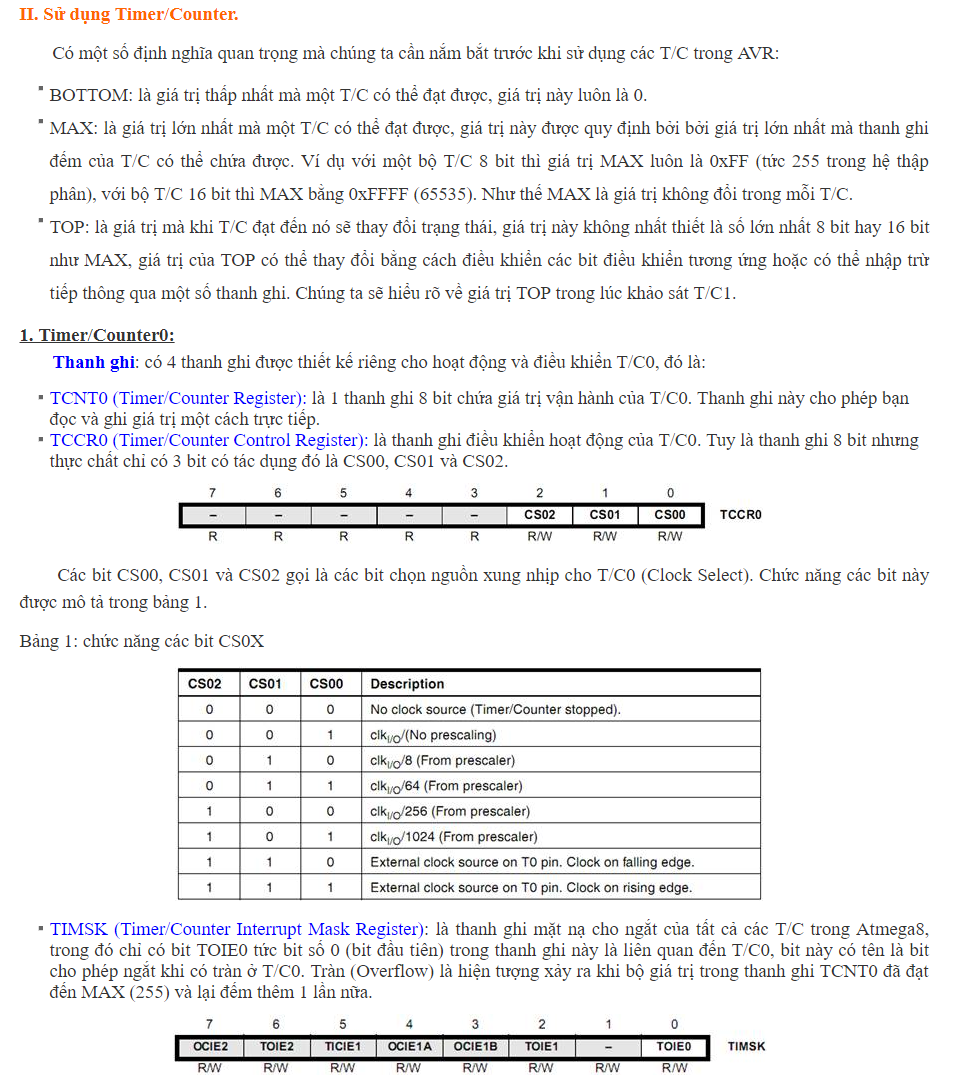 II. Sử dụng Timer/Counter.
Có một số định nghĩa quan trọng mà chúng ta cần nắm bắt trước khi sử dụng các T/C trong AVR:
▪ BOTTOM: là giá trị thấp nhất mà một T/C có thể đạt được, giá trị này luôn là 0.
▪ MAX: là giá trị lớn nhất mà một T/C có thể đạt được, giá trị này được quy định bởi bởi giá trị lớn nhất mà thanh ghi
đếm của T/C có thể chứa được. Ví dụ với một bộ T/C 8 bit thì giá trị MAX luôn là 0xFF (tức 255 trong hệ thập
phân), với bộ T/C 16 bit thì MAX bằng 0xFFFF (65535). Như thế MAX là giá trị không đổi trong mỗi T/C.
▪ TOP: là giá trị mà khi T/C đạt đến nó sẽ thay đổi trạng thái, giá trị này không nhất thiết là số lớn nhất 8 bit hay 16 bit
như MAX, giá trị của TOP có thể thay đổi bằng cách điều khiển các bit điều khiển tương ứng hoặc có thể nhập trừ
tiếp thông qua một số thanh ghi. Chúng ta sẽ hiểu rõ về giá trị TOP trong lúc khảo sát T/C1.
1. Timer/Counter0:
Thanh ghi: có 4 thanh ghi được thiết kế riêng cho hoạt động và điều khiển T/C0, đó là:
▪ TCNT0 (Timer/Counter Register): là 1 thanh ghi 8 bit chứa giá trị vận hành của T/C0. Thanh ghi này cho phép bạn
đọc và ghi giá trị một cách trực tiếp.
▪ TCCR0 (Timer/Counter Control Register): là thanh ghi điều khiển hoạt động của T/C0. Tuy là thanh ghi 8 bit nhưng
thực chất chỉ có 3 bit có tác dụng đó là CS00, CS01 và CS02.
7 6 5 4 3 2 1 0
– – – – – CS02 CS01 CS00 TCCR0
R R R R R R/W R/W R/W
Các bit CS00, CS01 và CS02 gọi là các bit chọn nguồn xung nhịp cho T/C0 (Clock Select). Chức năng các bit này
được mô tả trong bảng 1.
Bảng 1: chức năng các bit CS0X
CS02 CS01 CS00 Description
0 0 0 No clock source (Timer/Counter stopped).
0 0 1 clkI/O/(No prescaling)
0 1 0 clkI/O/8 (From prescaler)
0 1 1 clkI/O/64 (From prescaler)
1 0 0 clkI/O/256 (From prescaler)
1 0 1 clkI/O/1024 (From prescaler)
1 1 0 External clock source on T0 pin. Clock on falling edge.
1 1 1 External clock source on T0 pin. Clock on rising edge.
▪ TIMSK (Timer/Counter Interrupt Mask Register): là thanh ghi mặt nạ cho ngắt của tất cả các T/C trong Atmega8,
trong đó chỉ có bit TOIE0 tức bit số 0 (bit đầu tiên) trong thanh ghi này là liên quan đến T/C0, bit này có tên là bit
cho phép ngắt khi có tràn ở T/C0. Tràn (Overflow) là hiện tượng xảy ra khi bộ giá trị trong thanh ghi TCNT0 đã đạt
đến MAX (255) và lại đếm thêm 1 lần nữa.
7 6 5 4 3 2 1 0
OCIE2 TOIE2 TICIE1 OCIE1A OCIE1B TOIE1 – TOIE0 TIMSK
R/W R/W R/W R/W R/W R/W R/W R/W